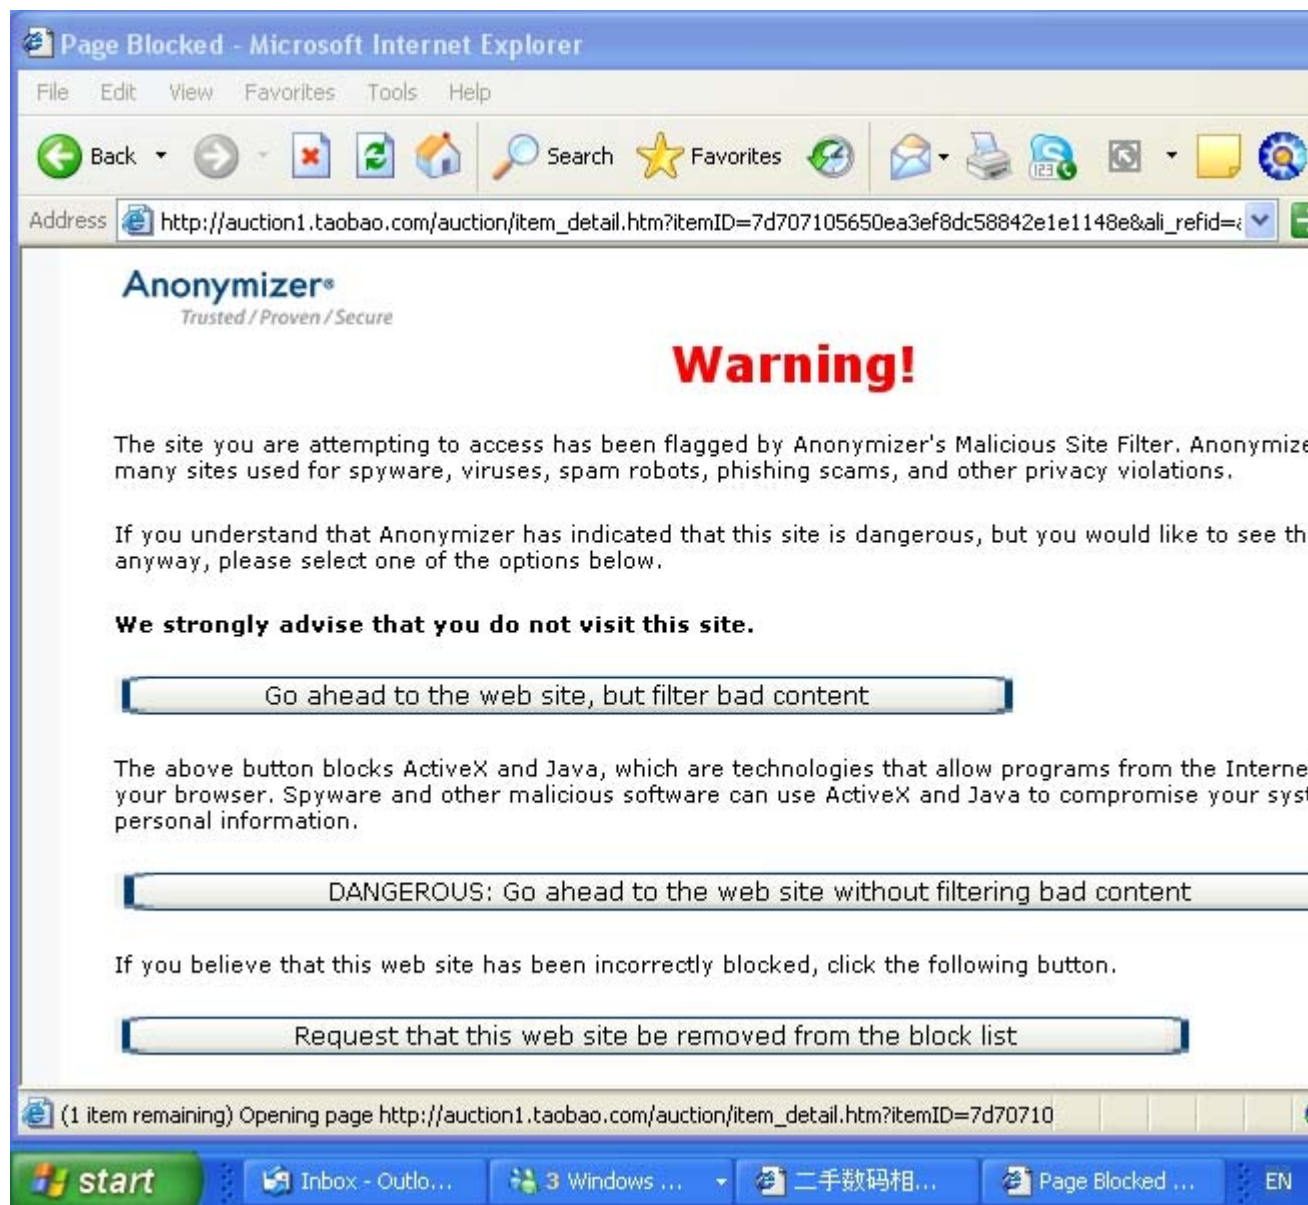 Page Blocked - Microsoft Internet Explorer
File Edit View Favorites Tools Help
Back Search Favorites
Address http://auction1.taobao.com/auction/item_detail.htm?itemID=7d707105650ea3ef8dc58842e1e1148e&ali_refid=
Anonymizer®
Trusted / Proven / Secure
Warning!
The site you are attempting to access has been flagged by Anonymizer's Malicious Site Filter. Anonymize
many sites used for spyware, viruses, spam robots, phishing scams, and other privacy violations.
If you understand that Anonymizer has indicated that this site is dangerous, but you would like to see th
anyway, please select one of the options below.
We strongly advise that you do not visit this site.
Go ahead to the web site, but filter bad content
The above button blocks ActiveX and Java, which are technologies that allow programs from the Interne
your browser. Spyware and other malicious software can use ActiveX and Java to compromise your syst
personal information.
DANGEROUS: Go ahead to the web site without filtering bad content
If you believe that this web site has been incorrectly blocked, click the following button.
Request that this web site be removed from the block list
(1 item remaining) Opening page http://auction1.taobao.com/auction/item_detail.htm?itemID=7d70710
start Inbox - Outlo... 3 Windows ... 二手数码相... Page Blocked ... EN